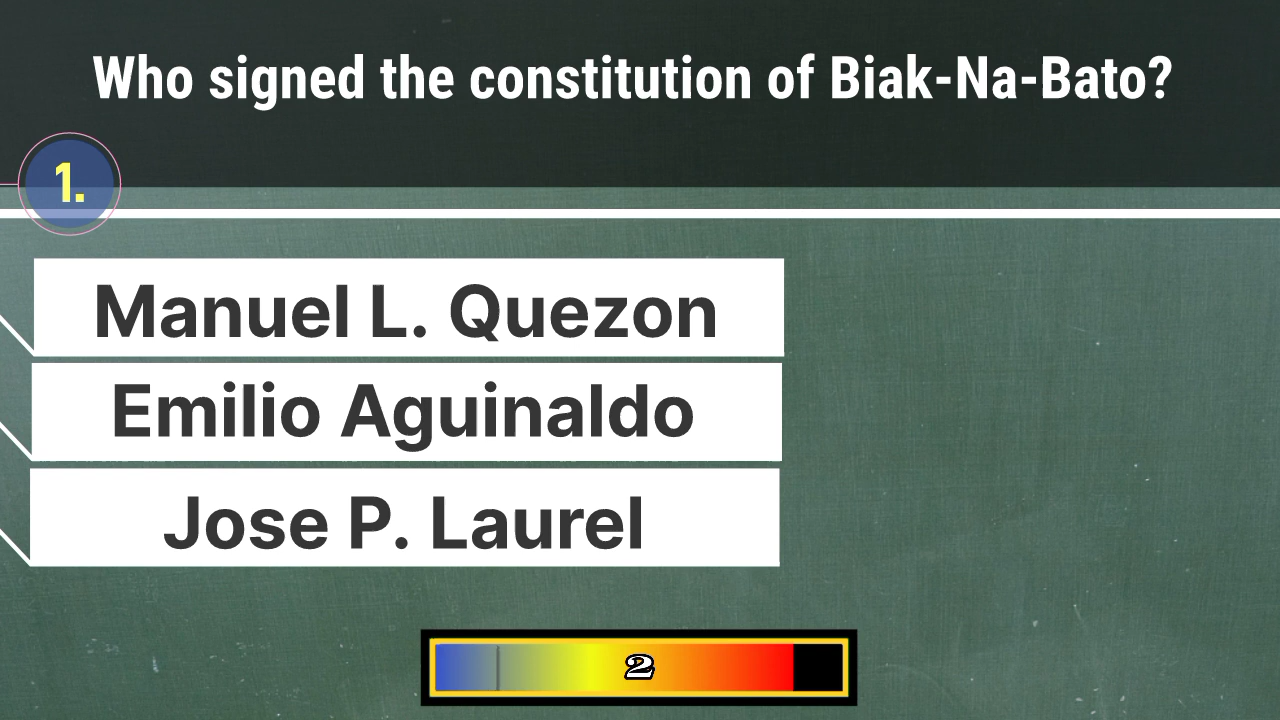 Who signed the constitution of Biak-Na-Bato?
1.
Manuel L. Quezon
Emilio Aguinaldo
Jose P. Laurel
2